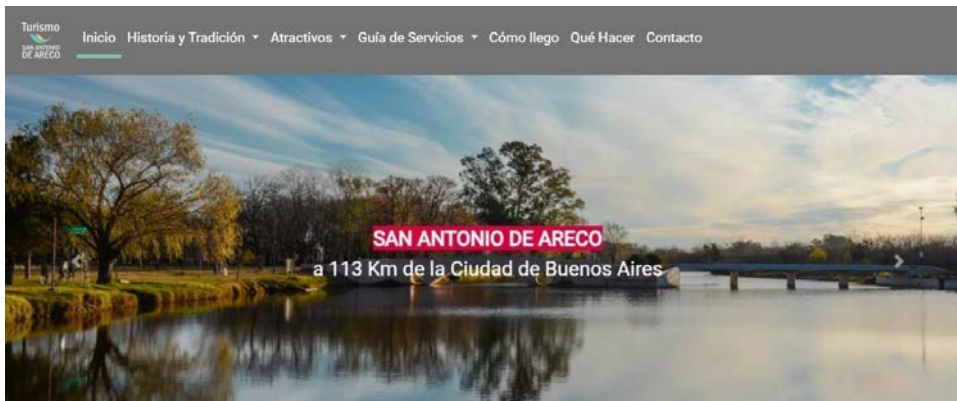 Turismo
SAN ANTONIO
DE ARECO
Inicio Historia y Tradición Atractivos Guía de Servicios Cómo llego Qué Hacer Contacto
SAN ANTONIO DE ARECO
a 113 Km de la Ciudad de Buenos Aires